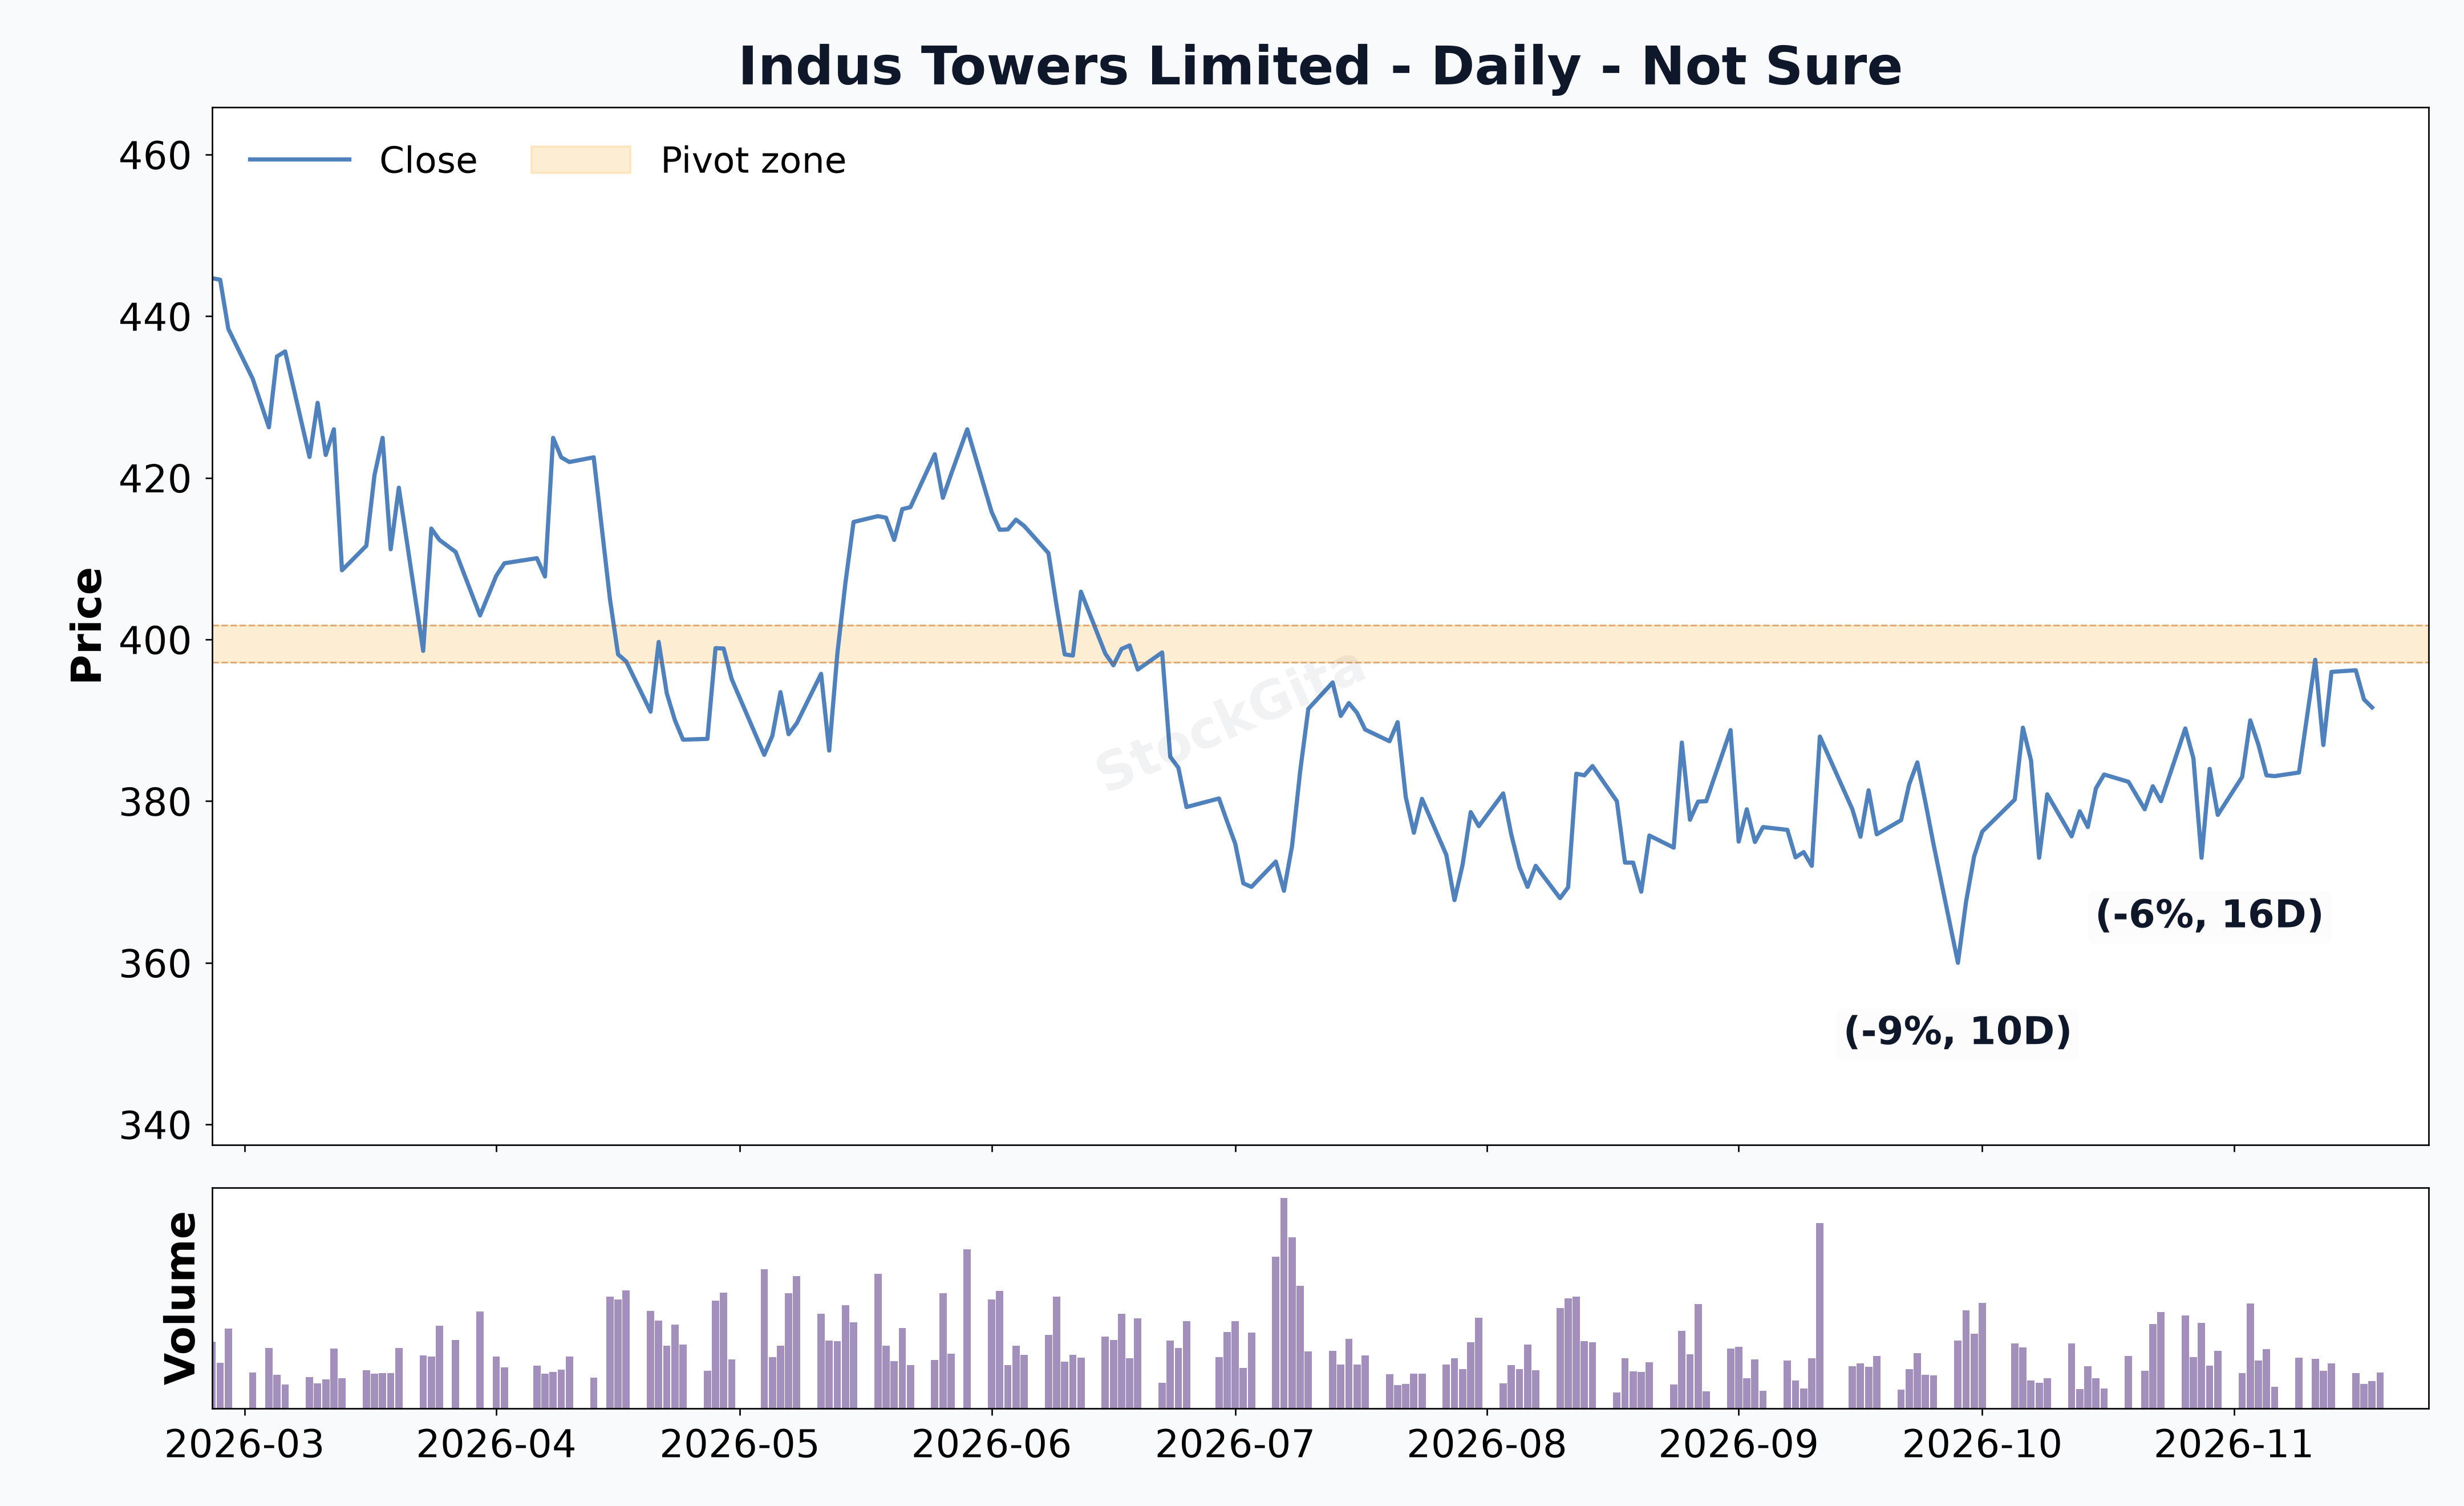 Indus Towers Limited - Daily - Not Sure
Close
Pivot zone
460
440
420
400
380
360
340
Price
StockGita
(-6%, 16D)
(-9%, 10D)
Volume
2026-03
2026-04
2026-05
2026-06
2026-07
2026-08
2026-09
2026-10
2026-11